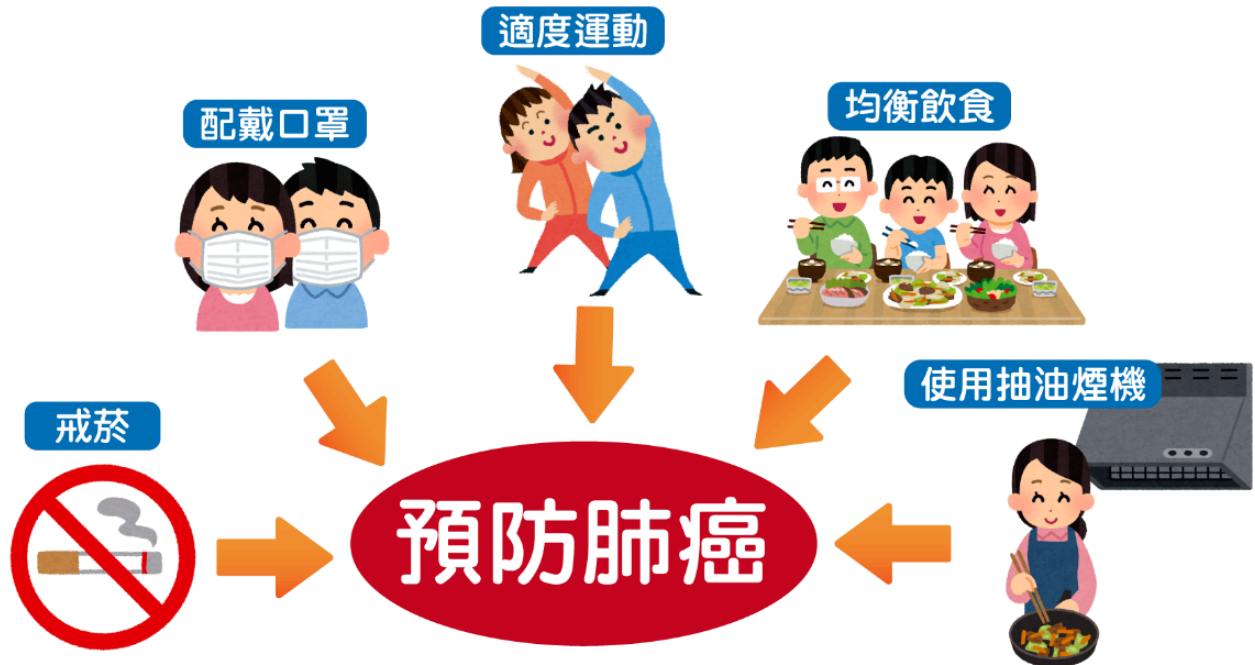 適度運動
配戴口罩
均衡飲食
使用抽油煙機
戒菸
預防肺癌